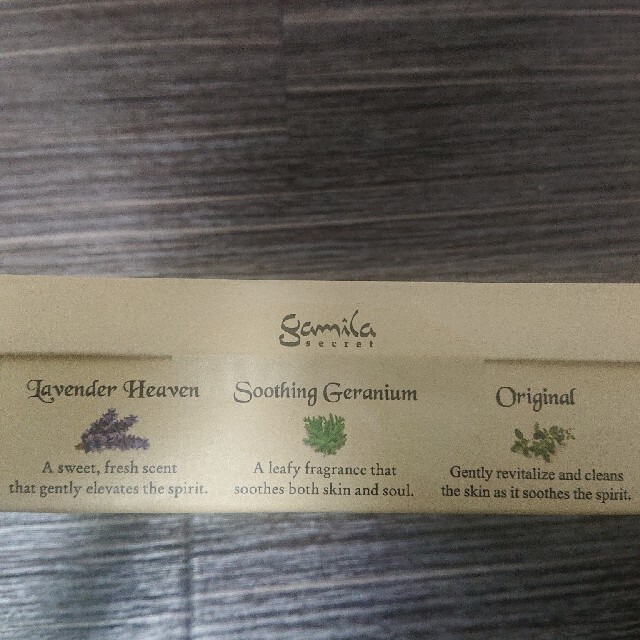 gamila
secret
Lavender Heaven
A sweet, fresh scent
that gently elevates the spirit.
Soothing Geranium
A leafy fragrance that
soothes both skin and soul.
Original
Gently revitalize and cleans
the skin as it soothes the spirit.